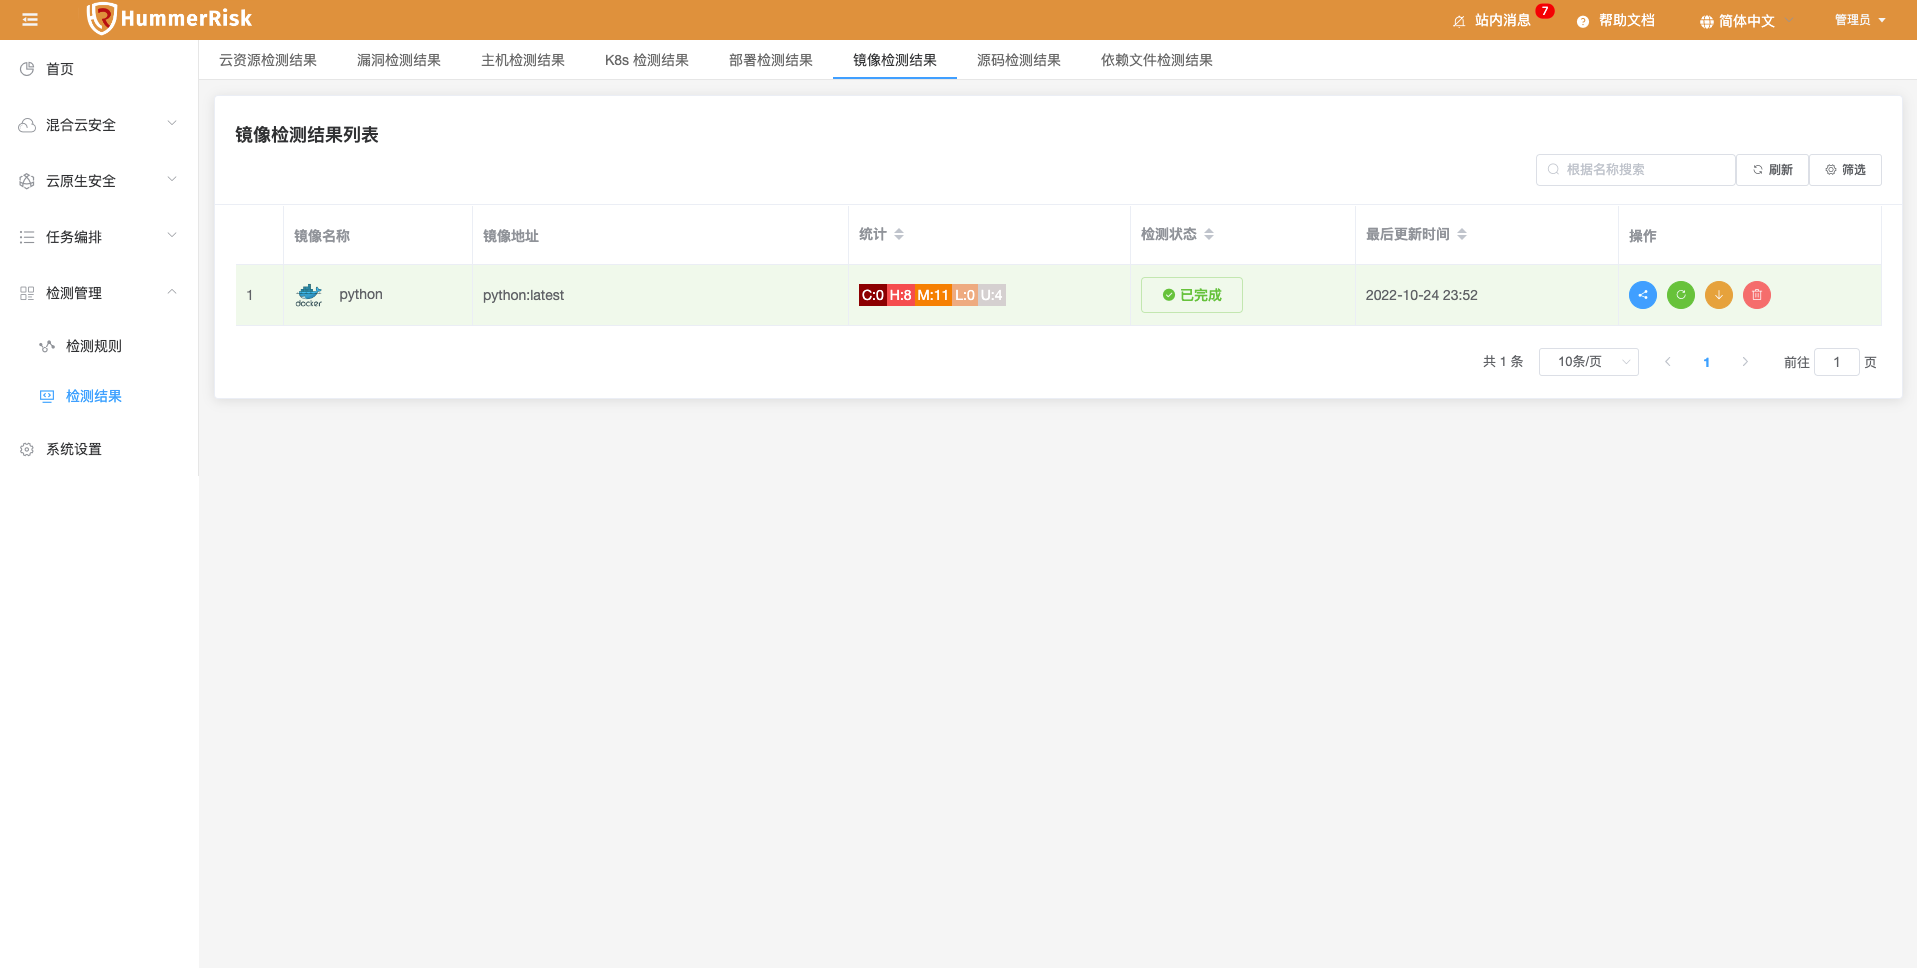 HummerRisk
站内消息
7
帮助文档
简体中文
管理员
首页
混合云安全
云原生安全
任务编排
检测管理
检测规则
检测结果
系统设置
云资源检测结果
漏洞检测结果
主机检测结果
K8s 检测结果
部署检测结果
镜像检测结果
源码检测结果
依赖文件检测结果
镜像检测结果列表
根据名称搜索
刷新
筛选
镜像名称
镜像地址
统计
检测状态
最后更新时间
操作
1
docker
python
python:latest
C:0 H:8 M:11 L:0 U:4
已完成
2022-10-24 23:52
共 1 条
10条/页
1
前往 1 页